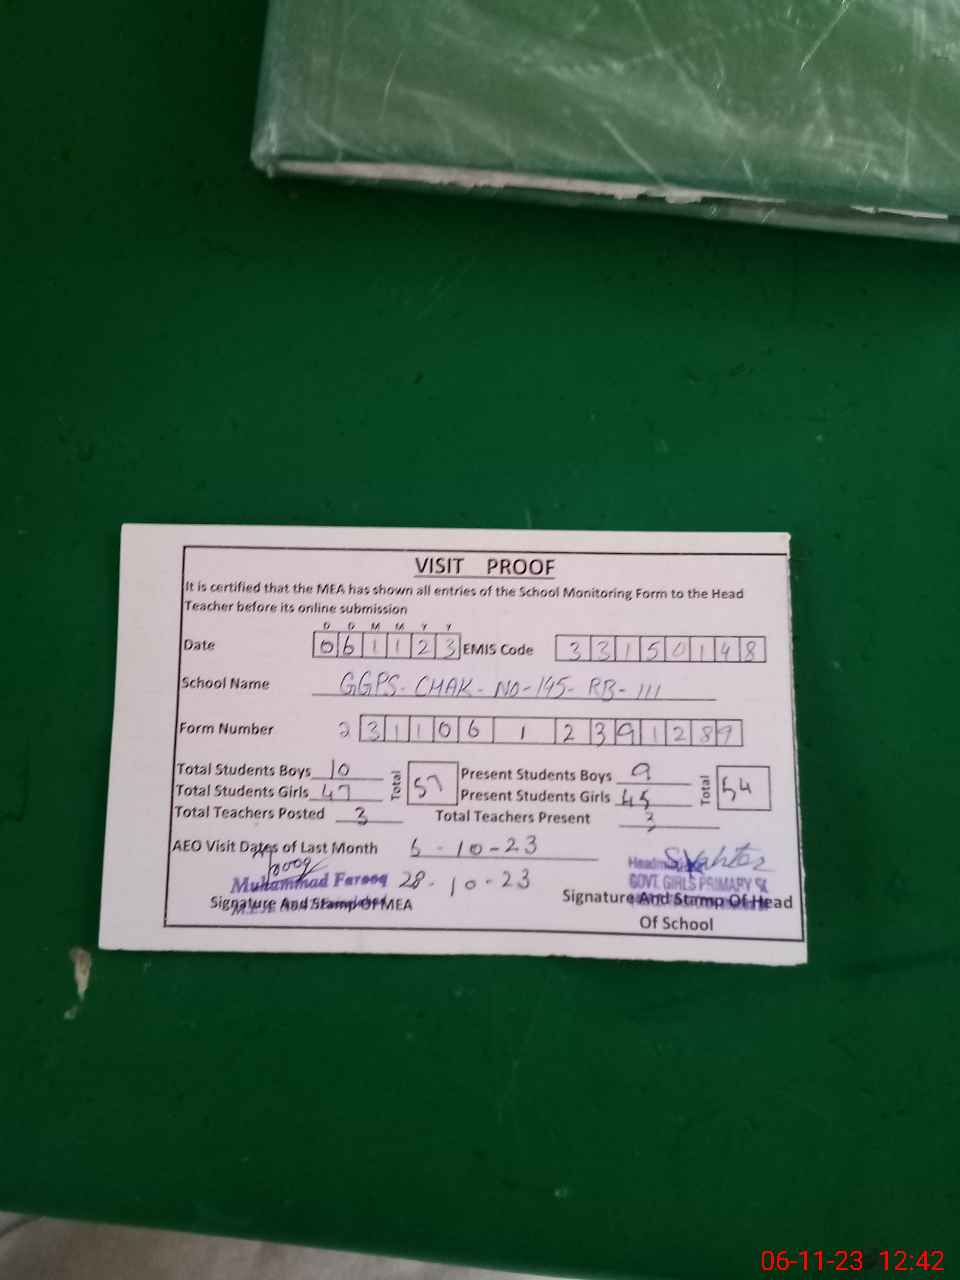 VISIT PROOF
It is certified that the MEA has shown all entries of the School Monitoring Form to the Head
Teacher before its online submission
D D M M Y Y
Date 061123 EMIS Code 33150148
School Name GGPS-CHAK-NO-145-RB-III
Form Number 2311061239128
Total Students Boys 10 Total 57 Present Students Boys 9 Total 54
Total Students Girls 47 Present Students Girls 45
Total Teachers Posted 3 Total Teachers Present 3
AEO Visit Dates of Last Month 5-10-23
Muhammad Farooq 28-10-23
GOVT. GIRLS PRIMARY
Signature And Stamp Of MEA Signature And Stamp Of Head
Of School
06-11-23 12:42